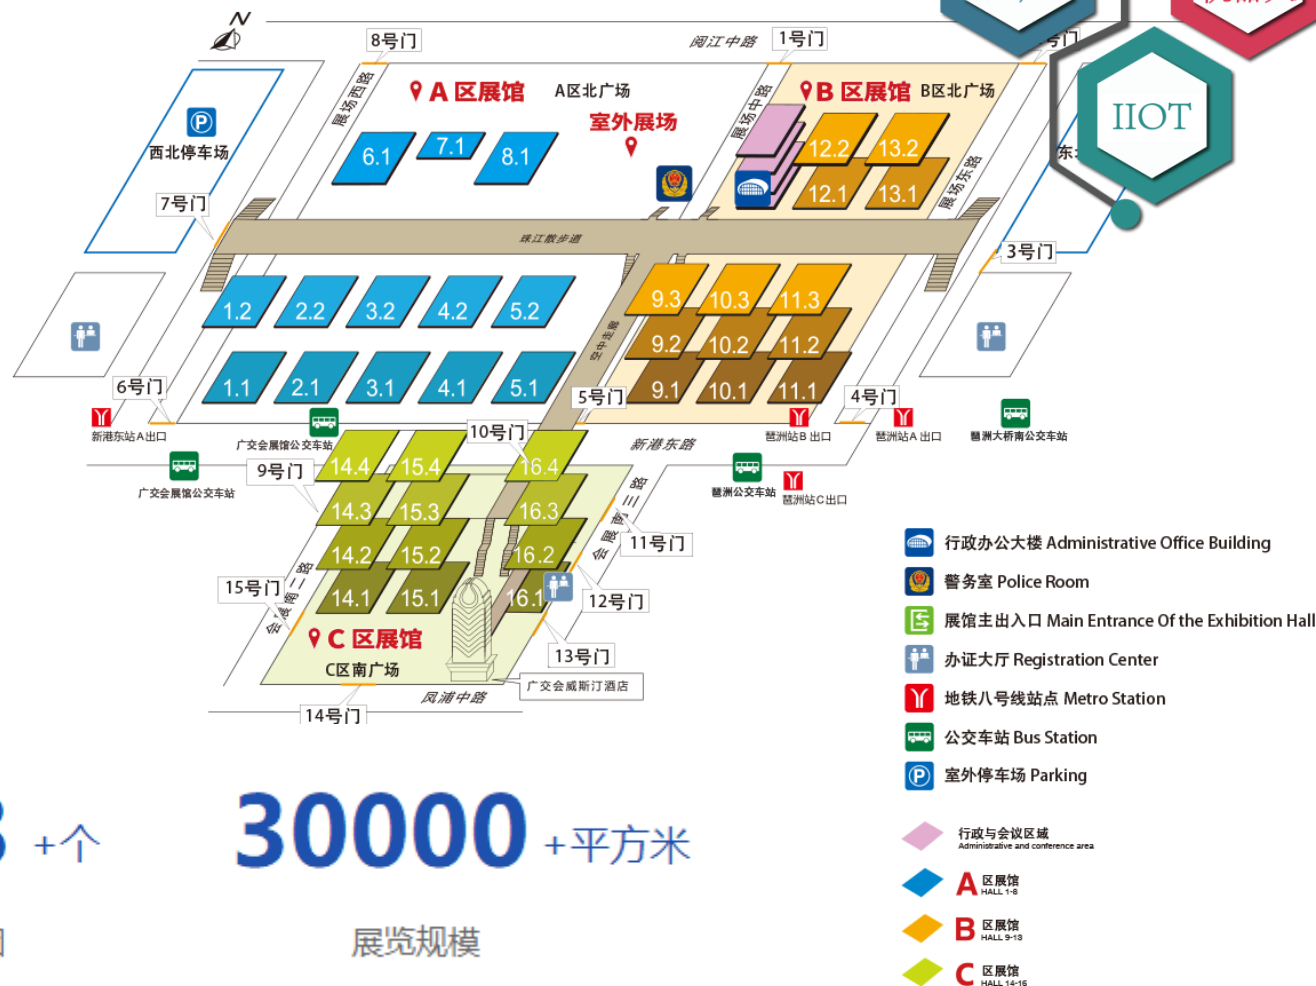 N
8号门
阅江中路
1号门
号门
IIOT
展场西路
A 区展馆
A区北广场
室外展场
展场中路
B 区展馆
B区北广场
P
西北停车场
6.1
7.1
8.1
12.2
13.2
12.1
13.1
展场东路
东
7号门
珠江散步道
3号门
1.2
2.2
3.2
4.2
5.2
9.3
10.3
11.3
空中走廊
9.2
10.2
11.2
1.1
2.1
3.1
4.1
5.1
9.1
10.1
11.1
6号门
5号门
4号门
新港东站A出口
广交会展馆公交车站
10号门
新港东路
琶洲站B出口
琶洲站A出口
琶洲大桥南公交车站
9号门
广交会展馆公交车站
14.4
15.4
16.4
琶洲公交车站
琶洲站C出口
14.3
15.3
16.3
会展南三路
11号门
14.2
15.2
16.2
15号门
会展南二路
14.1
15.1
16.1
12号门
C 区展馆
13号门
C区南广场
广交会威斯汀酒店
凤浦中路
14号门
行政办公大楼 Administrative Office Building
警务室 Police Room
展馆主出入口 Main Entrance Of the Exhibition Hall
办证大厅 Registration Center
地铁八号线站点 Metro Station
公交车站 Bus Station
P 室外停车场 Parking
行政与会议区域
Administrative and conference area
A 区展馆
HALL 1-8
B 区展馆
HALL 9-13
C 区展馆
HALL 14-16
+个
30000 +平方米
展览规模